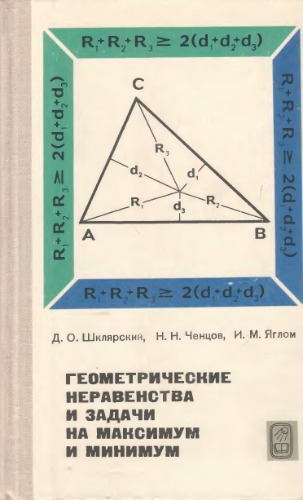 R₁+R₂+R₃ ≥ 2(d₁+d₂+d₃)
R₁+R₂+R₃ ≥ 2(d₁+d₂+d₃)
R₁+R₂+R₃ ≥ 2(d₁+d₂+d₃)
C
R₃
d₁
d₂
R₁
d₃
R₂
A
B
R₁+R₂+R₃ ≥ 2(d₁+d₂+d₃)
Д. О. Шклярский, Н. Н. Ченцов, И. М. Яглом
ГЕОМЕТРИЧЕСКИЕ
НЕРАВЕНСТВА
И ЗАДАЧИ
НА МАКСИМУМ
И МИНИМУМ